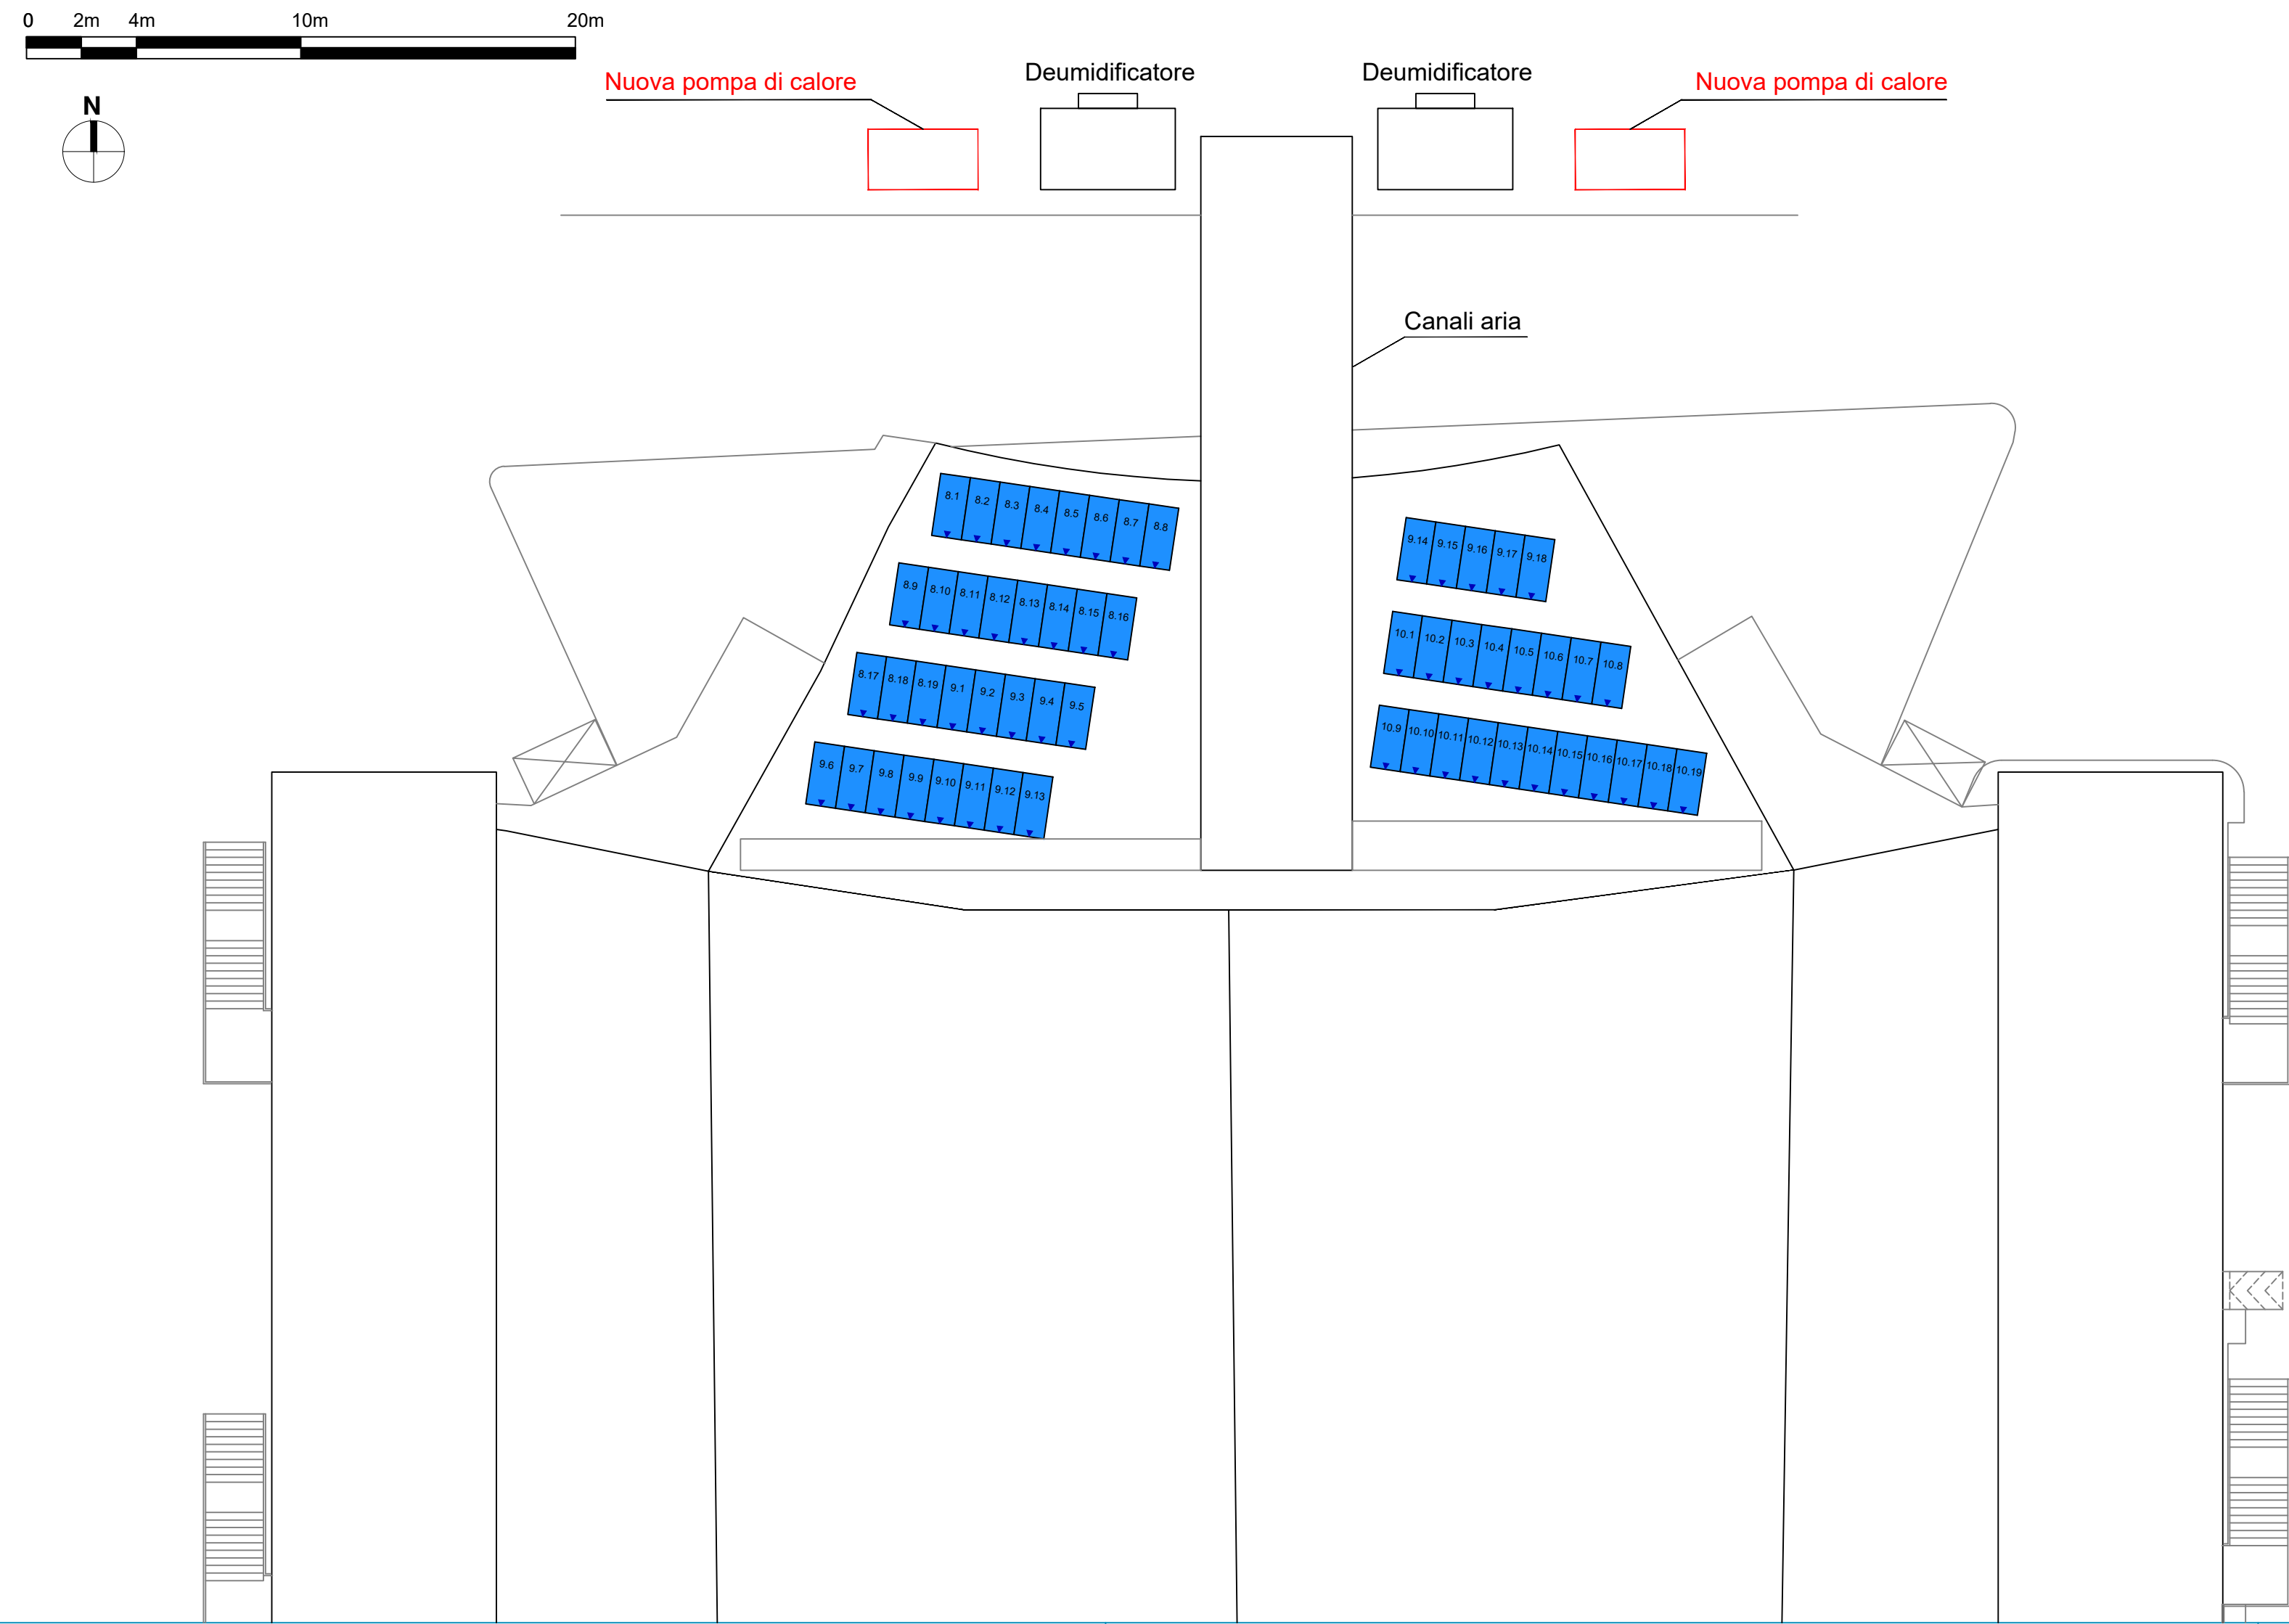 0 2m 4m 10m 20m
N
Nuova pompa di calore
Deumidificatore
Deumidificatore
Nuova pompa di calore
Canali aria
8.1 8.2 8.3 8.4 8.5 8.6 8.7 8.8
9.14 9.15 9.16 9.17 9.18
8.9 8.10 8.11 8.12 8.13 8.14 8.15 8.16
10.1 10.2 10.3 10.4 10.5 10.6 10.7 10.8
8.17 8.18 8.19 9.1 9.2 9.3 9.4 9.5
10.9 10.10 10.11 10.12 10.13 10.14 10.15 10.16 10.17 10.18 10.19
9.6 9.7 9.8 9.9 9.10 9.11 9.12 9.13